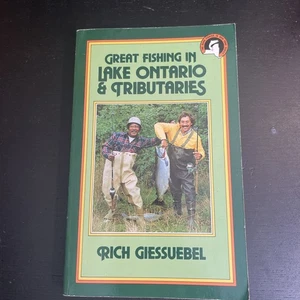 GREAT FISHING IN
LAKE ONTARIO
& TRIBUTARIES
RICH GIESSUEBEL